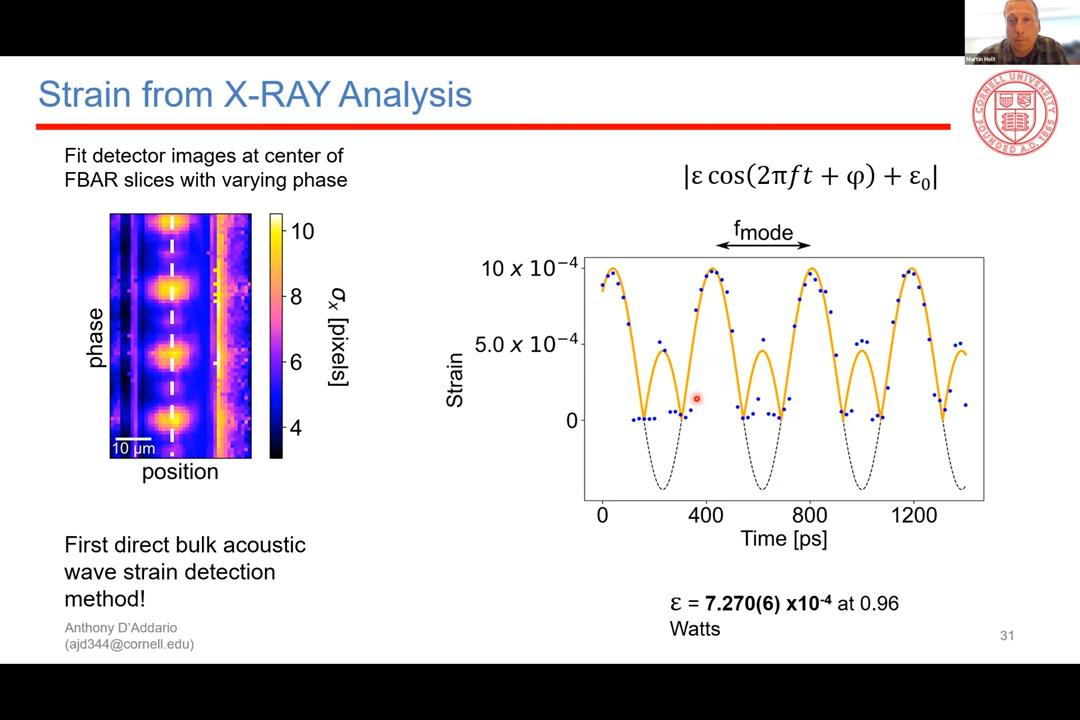 Martin Holt
Strain from X-RAY Analysis
CORNELL UNIVERSITY
FOUNDED A.D. 1865
Fit detector images at center of
FBAR slices with varying phase
|ε cos(2πft + φ) + ε₀|
phase
10 μm
position
10
8
6
4
σₓ [pixels]
f_mode
Strain
10 x 10⁻⁴
5.0 x 10⁻⁴
0
0 400 800 1200
Time [ps]
First direct bulk acoustic
wave strain detection
method!
ε = 7.270(6) x10⁻⁴ at 0.96
Watts
Anthony D'Addario
(ajd344@cornell.edu)
31